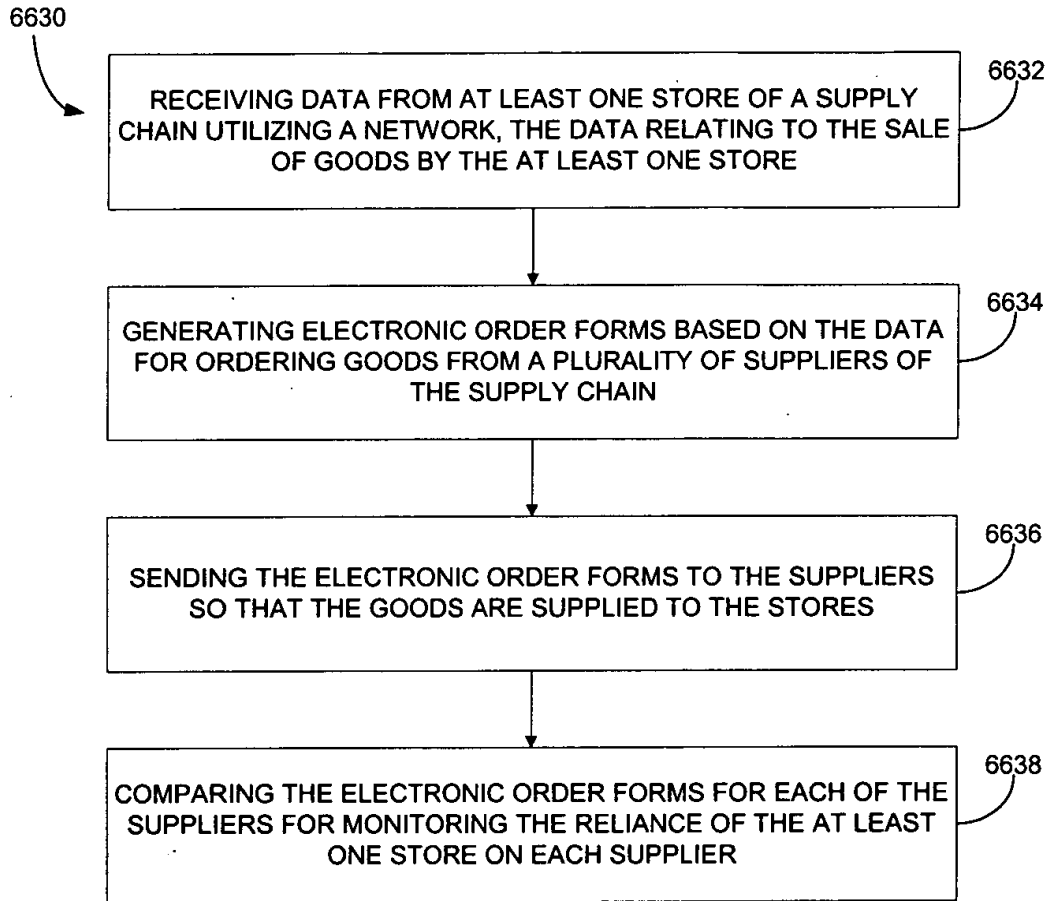 6630
RECEIVING DATA FROM AT LEAST ONE STORE OF A SUPPLY
CHAIN UTILIZING A NETWORK, THE DATA RELATING TO THE SALE
OF GOODS BY THE AT LEAST ONE STORE
6632
GENERATING ELECTRONIC ORDER FORMS BASED ON THE DATA
FOR ORDERING GOODS FROM A PLURALITY OF SUPPLIERS OF
THE SUPPLY CHAIN
6634
SENDING THE ELECTRONIC ORDER FORMS TO THE SUPPLIERS
SO THAT THE GOODS ARE SUPPLIED TO THE STORES
6636
COMPARING THE ELECTRONIC ORDER FORMS FOR EACH OF THE
SUPPLIERS FOR MONITORING THE RELIANCE OF THE AT LEAST
ONE STORE ON EACH SUPPLIER
6638